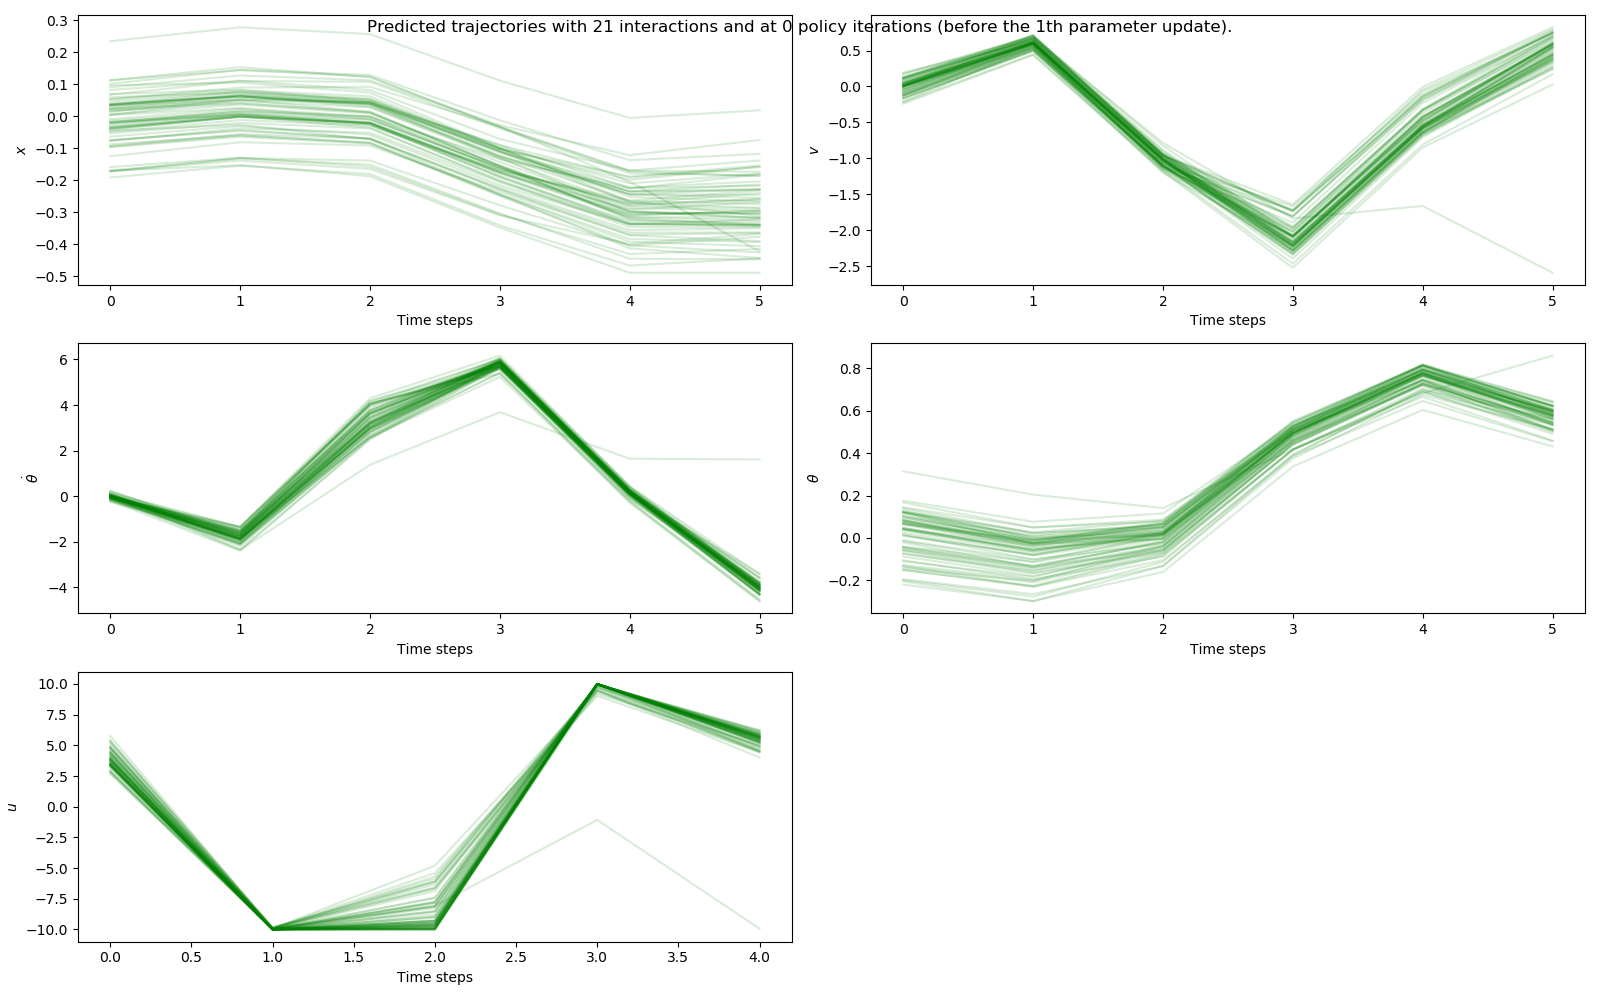 Predicted trajectories with 21 interactions and at 0 policy iterations (before the 1th parameter update).
0.3
0.2
0.1
0.0
−0.1
−0.2
−0.3
−0.4
−0.5
x
0 1 2 3 4 5
Time steps
0.5
0.0
−0.5
−1.0
−1.5
−2.0
−2.5
v
0 1 2 3 4 5
Time steps
6
4
2
0
−2
−4
θ̇
0 1 2 3 4 5
Time steps
0.8
0.6
0.4
0.2
0.0
−0.2
θ
0 1 2 3 4 5
Time steps
10.0
7.5
5.0
2.5
0.0
−2.5
−5.0
−7.5
−10.0
u
0.0 0.5 1.0 1.5 2.0 2.5 3.0 3.5 4.0
Time steps